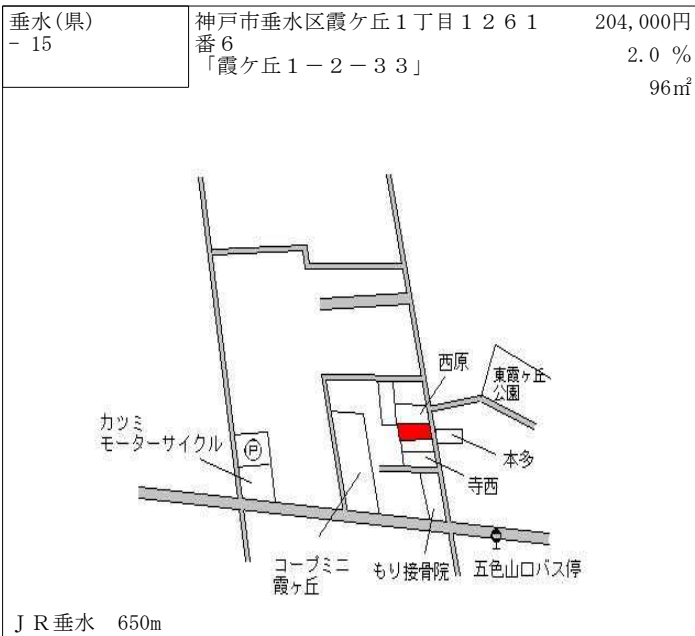 垂水(県)
- 15
神戸市垂水区霞ケ丘１丁目１２６１
番６
「霞ケ丘１－２－３３」
204,000円
2.0 %
96㎡
西原
東霞ヶ丘
公園
カツミ
モーターサイクル
P
本多
寺西
コープミニ
霞ヶ丘
もり接骨院
五色山口バス停
ＪＲ垂水　650m